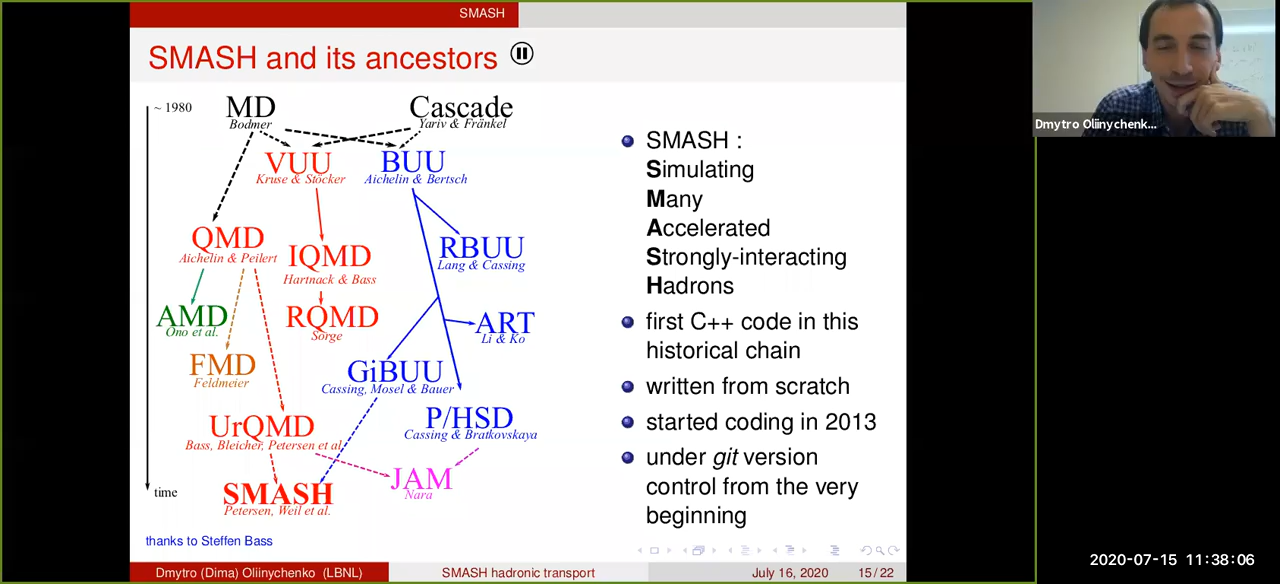 SMASH
SMASH and its ancestors
~ 1980
MD
Bodmer
Cascade
Yariv & Fränkel
VUU
Kruse & Stöcker
BUU
Aichelin & Bertsch
QMD
Aichelin & Peilert
IQMD
Hartnack & Bass
RBUU
Lang & Cassing
AMD
Ono et al.
RQMD
Sorge
ART
Li & Ko
FMD
Feldmeier
GiBUU
Cassing, Mosel & Bauer
UrQMD
Bass, Bleicher, Petersen et al.
P/HSD
Cassing & Bratkovskaya
JAM
Nara
time
SMASH
Petersen, Weil et al.
thanks to Steffen Bass
SMASH :
Simulating
Many
Accelerated
Strongly-interacting
Hadrons
first C++ code in this
historical chain
written from scratch
started coding in 2013
under git version
control from the very
beginning
Dmytro (Dima) Oliinychenko (LBNL)
SMASH hadronic transport
July 16, 2020
15 / 22
Dmytro Oliinychenk...
2020-07-15 11:38:06